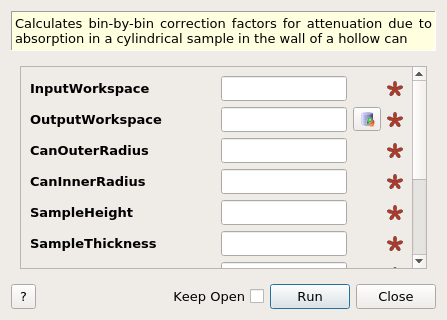 Calculates bin-by-bin correction factors for attenuation due to
absorption in a cylindrical sample in the wall of a hollow can
InputWorkspace
OutputWorkspace
CanOuterRadius
CanInnerRadius
SampleHeight
SampleThickness
?
Keep Open
Run
Close